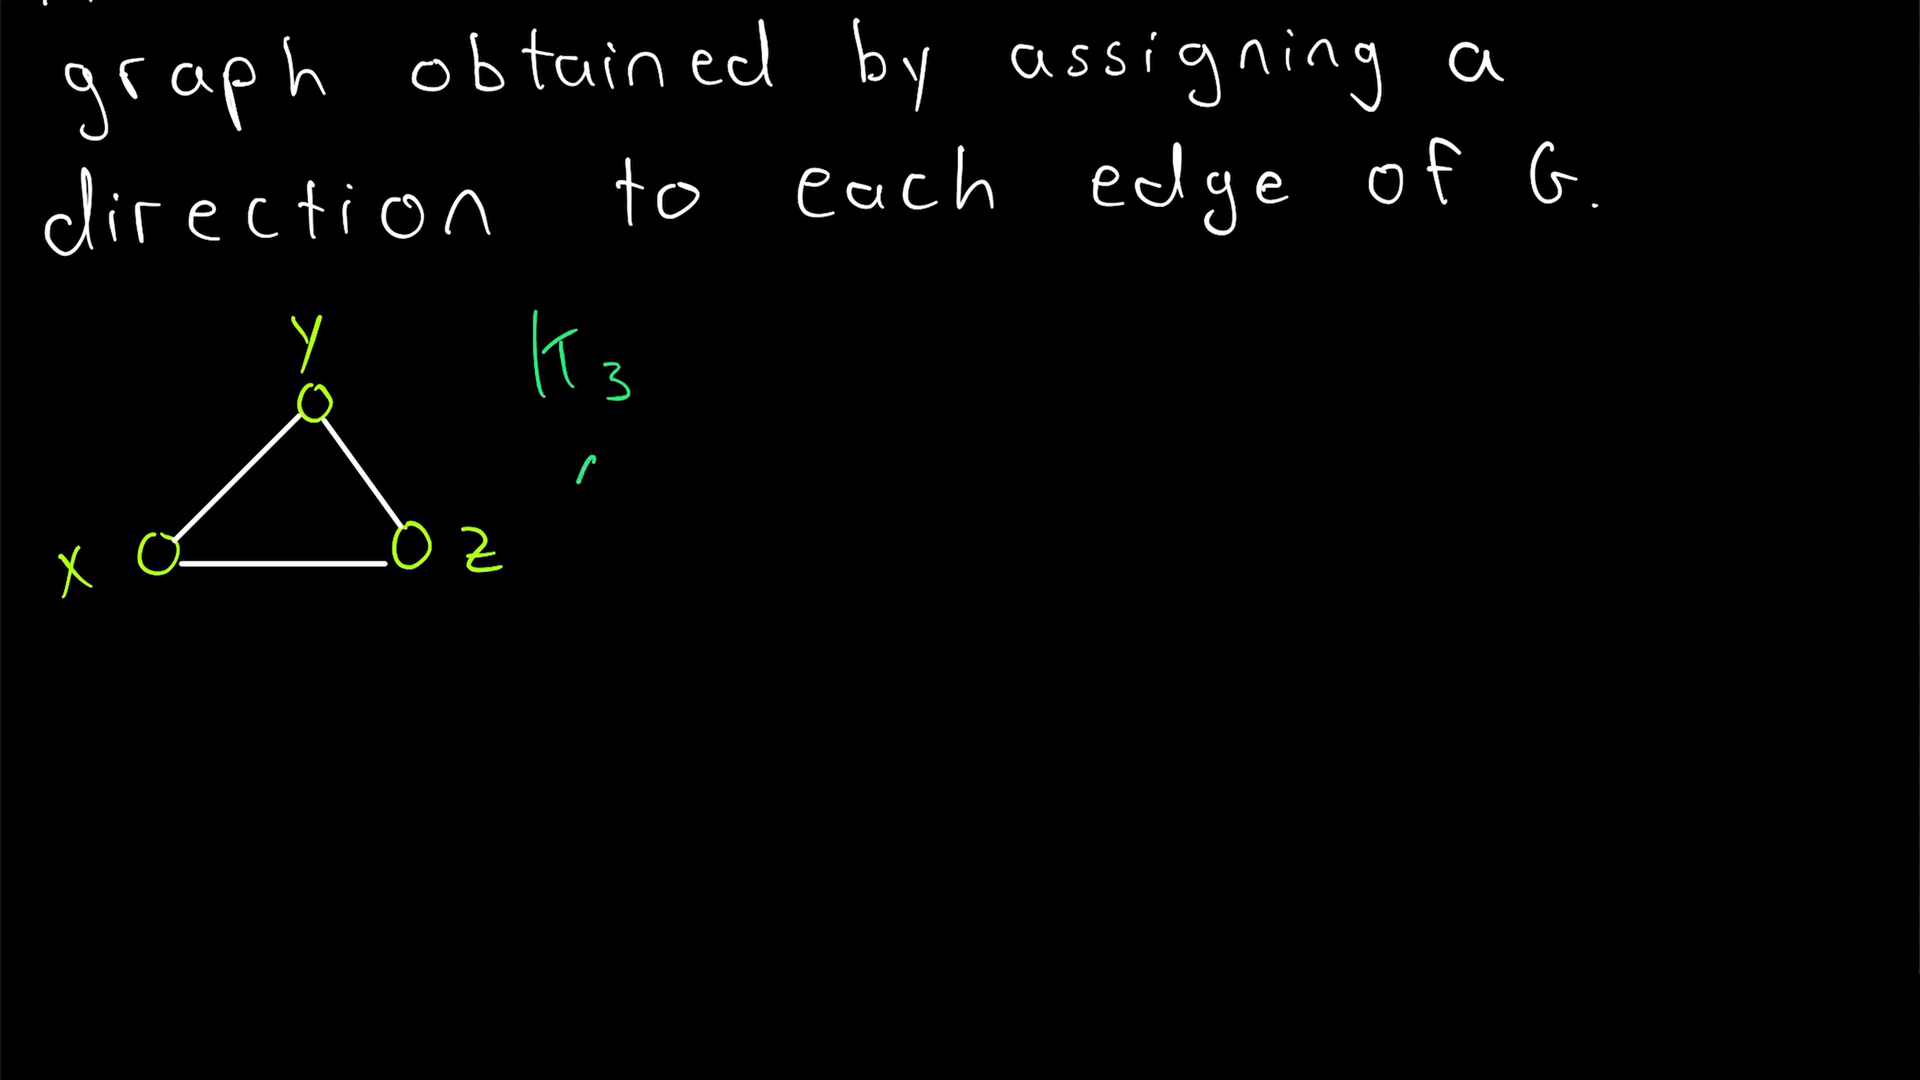 graph obtained by assigning a
direction to each edge of G.
y
K3
x
z